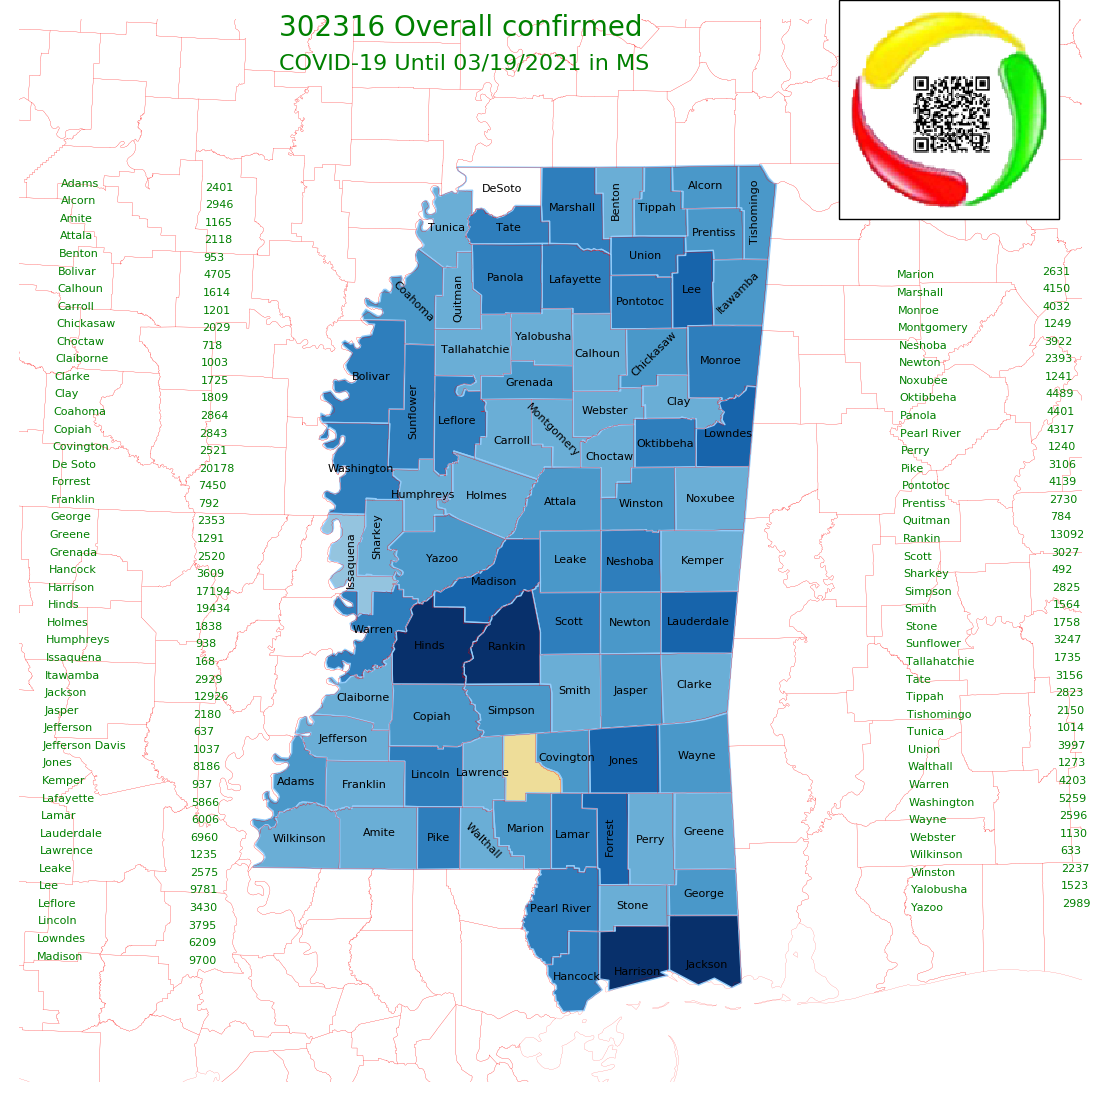 302316 Overall confirmed
COVID-19 Until 03/19/2021 in MS
Adams 2401
Alcorn 2946
Amite 1165
Attala 2118
Benton 953
Bolivar 4705
Calhoun 1614
Carroll 1201
Chickasaw 2029
Choctaw 718
Claiborne 1003
Clarke 1725
Clay 1809
Coahoma 2864
Copiah 2843
Covington 2521
De Soto 20178
Forrest 7450
Franklin 792
George 2353
Greene 1291
Grenada 2520
Hancock 3609
Harrison 17194
Hinds 19434
Holmes 1838
Humphreys 938
Issaquena 168
Itawamba 2929
Jackson 12926
Jasper 2180
Jefferson 637
Jefferson Davis 1037
Jones 8186
Kemper 937
Lafayette 5866
Lamar 6006
Lauderdale 6960
Lawrence 1235
Leake 2575
Lee 9781
Leflore 3430
Lincoln 3795
Lowndes 6209
Madison 9700
Marion 2631
Marshall 4150
Monroe 4032
Montgomery 1249
Neshoba 3922
Newton 2393
Noxubee 1241
Oktibbeha 4489
Panola 4401
Pearl River 4317
Perry 1240
Pike 3106
Pontotoc 4139
Prentiss 2730
Quitman 784
Rankin 13092
Scott 3027
Sharkey 492
Simpson 2825
Smith 1564
Stone 1758
Sunflower 3247
Tallahatchie 1735
Tate 3156
Tippah 2823
Tishomingo 2150
Tunica 1014
Union 3997
Walthall 1273
Warren 4203
Washington 5259
Wayne 2596
Webster 1130
Wilkinson 633
Winston 2237
Yalobusha 1523
Yazoo 2989
DeSoto
Marshall
Benton
Tippah
Alcorn
Tishomingo
Tunica
Tate
Prentiss
Union
Panola
Lafayette
Quitman
Coahoma
Pontotoc
Lee
Itawamba
Tallahatchie
Yalobusha
Calhoun
Chickasaw
Monroe
Bolivar
Sunflower
Grenada
Leflore
Webster
Clay
Carroll
Montgomery
Choctaw
Oktibbeha
Lowndes
Washington
Humphreys
Holmes
Attala
Winston
Noxubee
Issaquena
Sharkey
Yazoo
Madison
Leake
Neshoba
Kemper
Warren
Hinds
Rankin
Scott
Newton
Lauderdale
Claiborne
Copiah
Simpson
Smith
Jasper
Clarke
Jefferson
Adams
Franklin
Lincoln
Lawrence
Covington
Jones
Wayne
Wilkinson
Amite
Pike
Walthall
Marion
Lamar
Forrest
Perry
Greene
Pearl River
Stone
George
Hancock
Harrison
Jackson